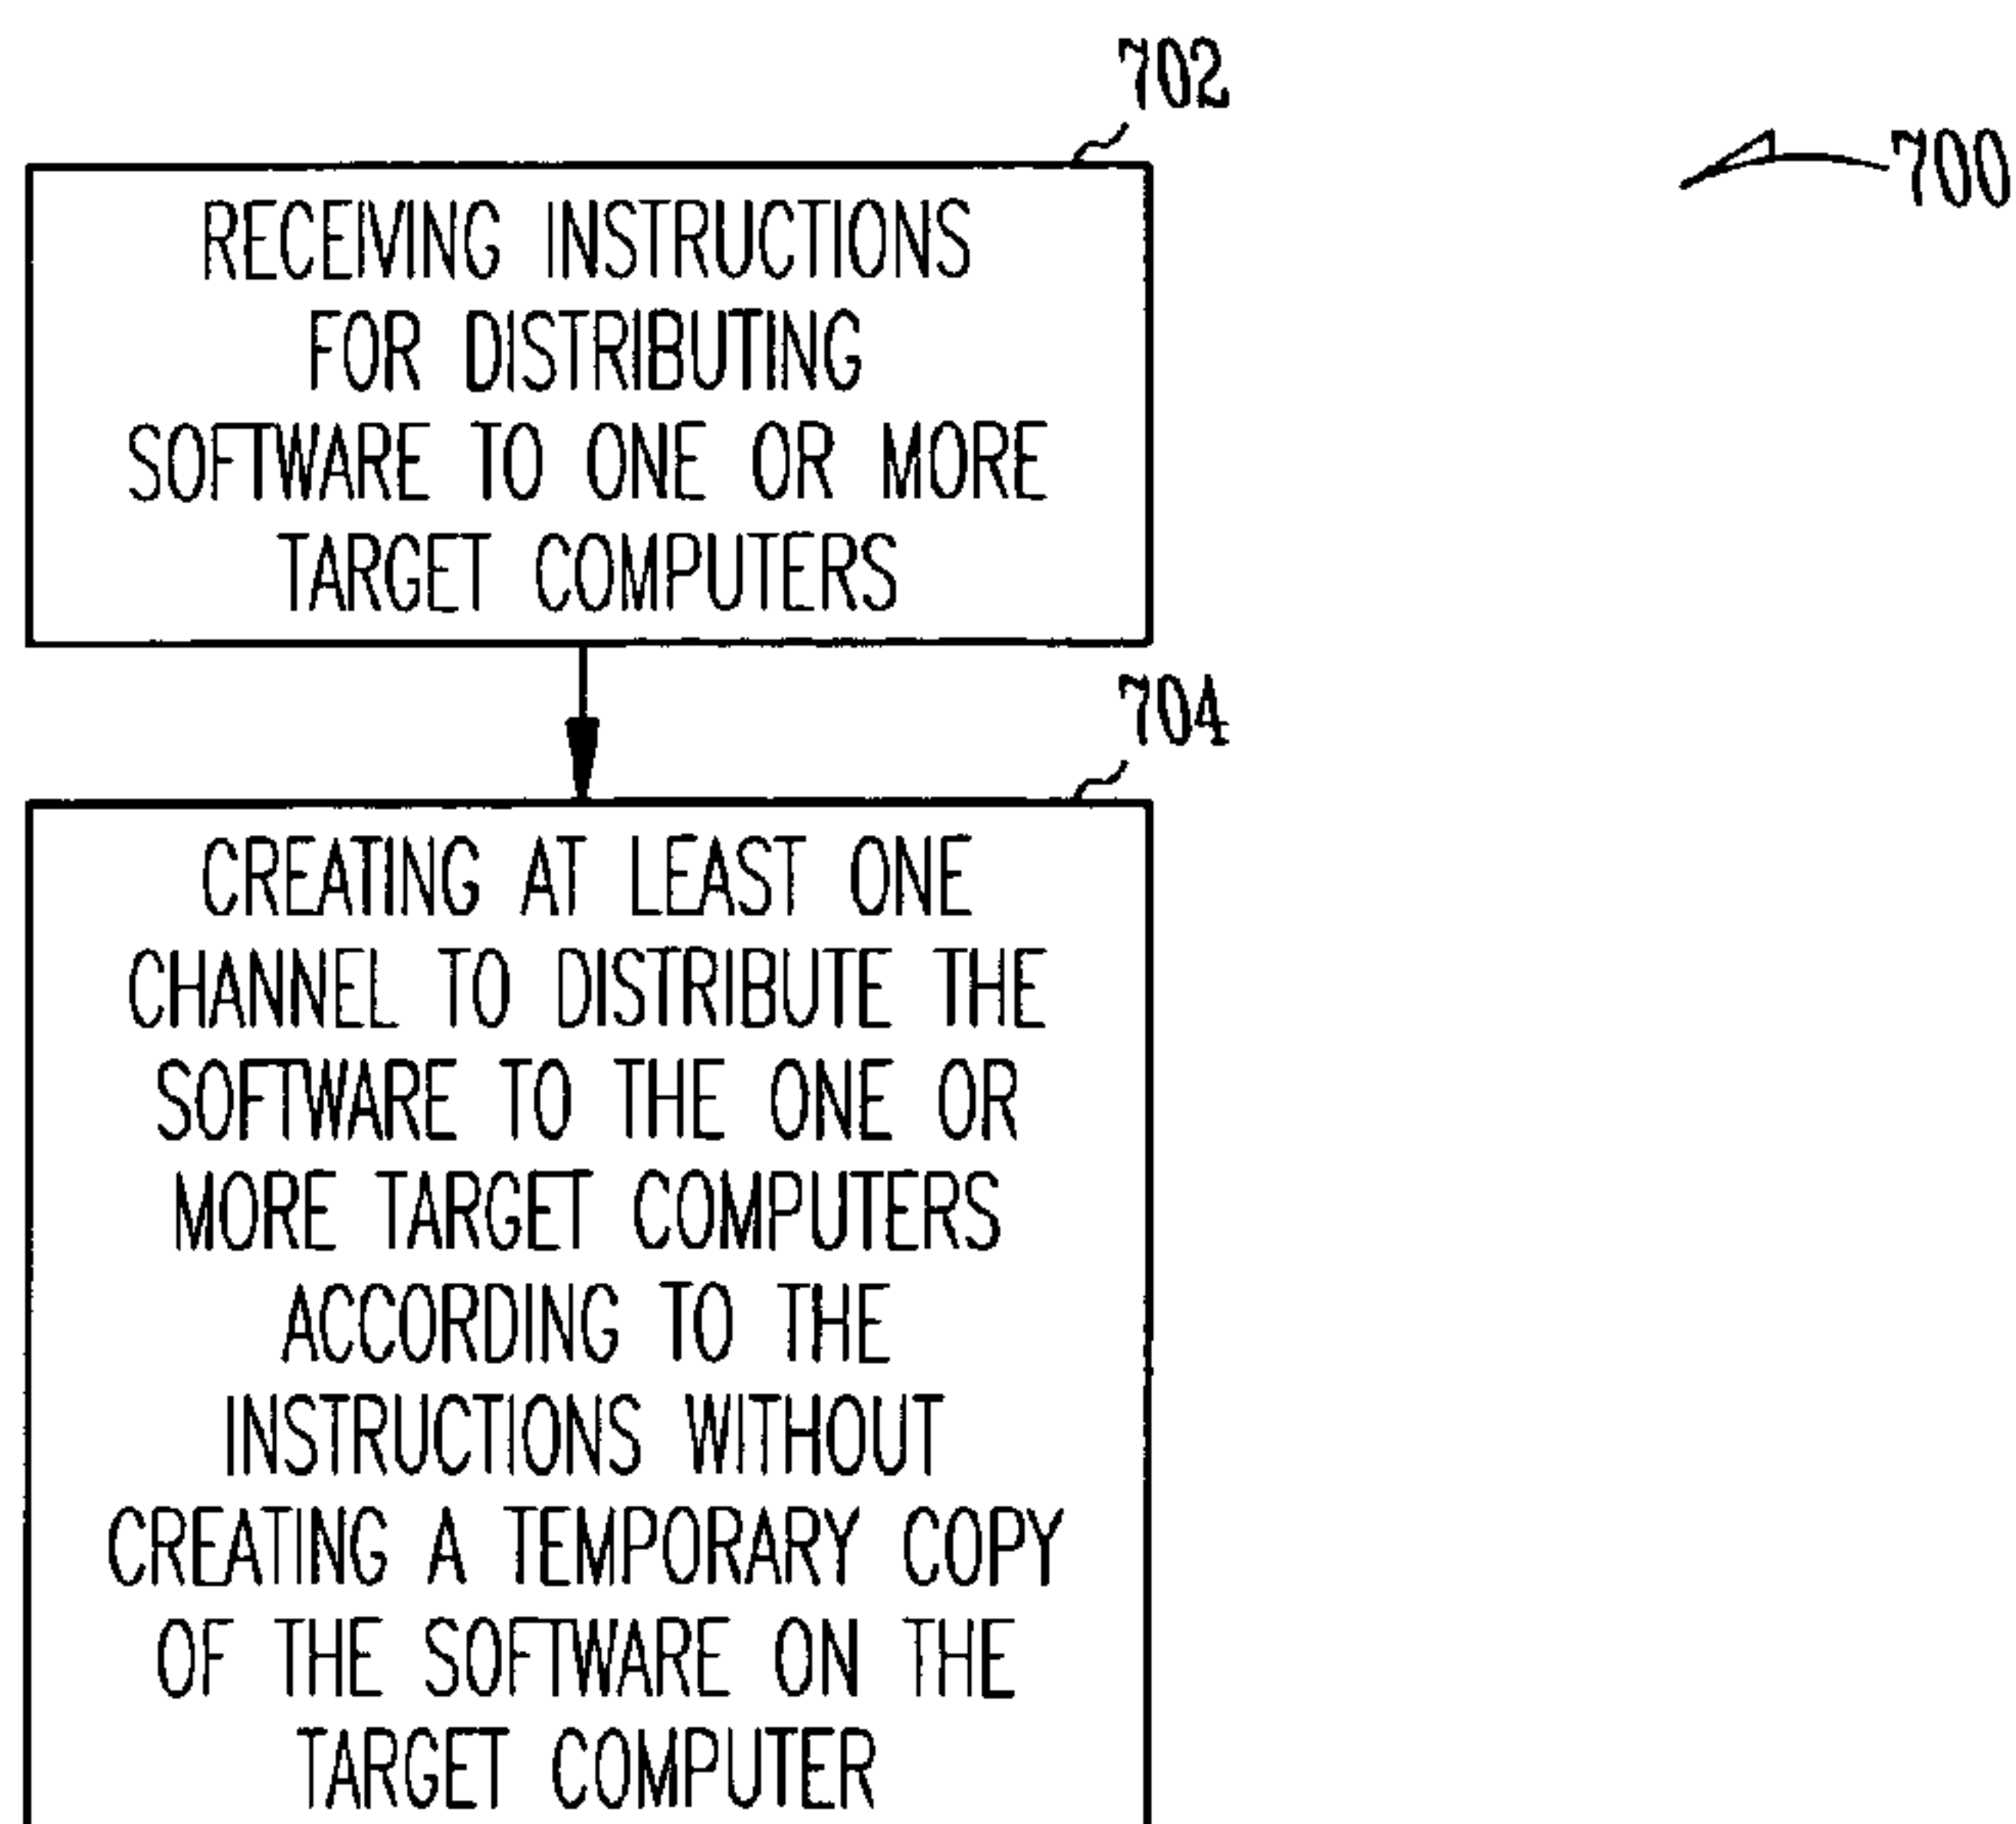 702
700
RECEIVING INSTRUCTIONS
FOR DISTRIBUTING
SOFTWARE TO ONE OR MORE
TARGET COMPUTERS
704
CREATING AT LEAST ONE
CHANNEL TO DISTRIBUTE THE
SOFTWARE TO THE ONE OR
MORE TARGET COMPUTERS
ACCORDING TO THE
INSTRUCTIONS WITHOUT
CREATING A TEMPORARY COPY
OF THE SOFTWARE ON THE
TARGET COMPUTER